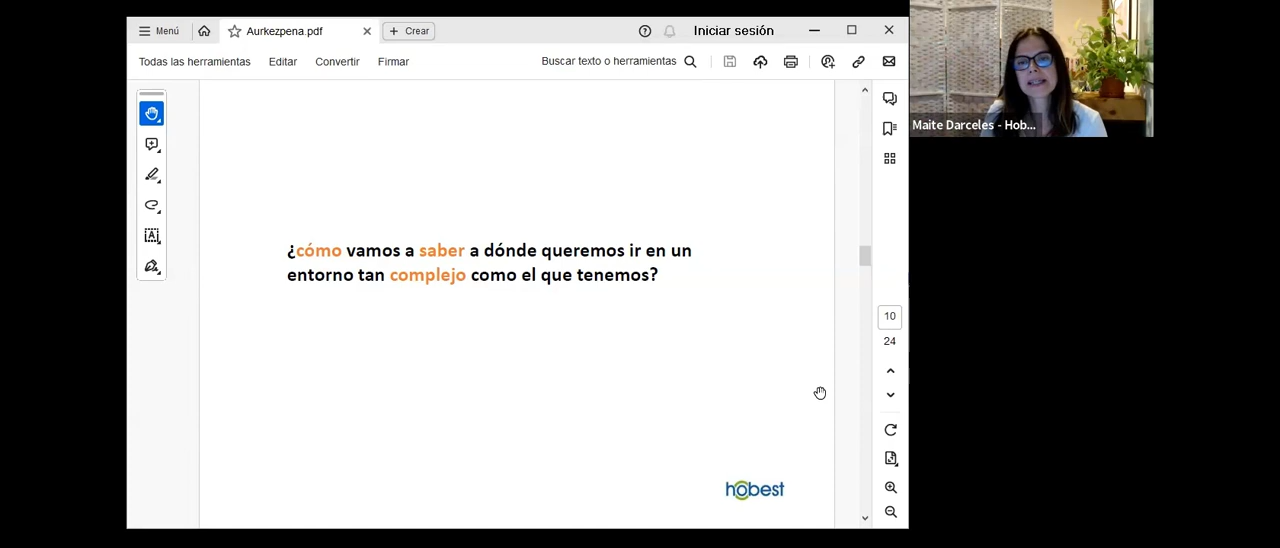 Menú
Aurkezpena.pdf
Crear
Iniciar sesión
Todas las herramientas
Editar
Convertir
Firmar
Buscar texto o herramientas
¿cómo vamos a saber a dónde queremos ir en un
entorno tan complejo como el que tenemos?
10
24
hobest
Maite Darceles - Hob...